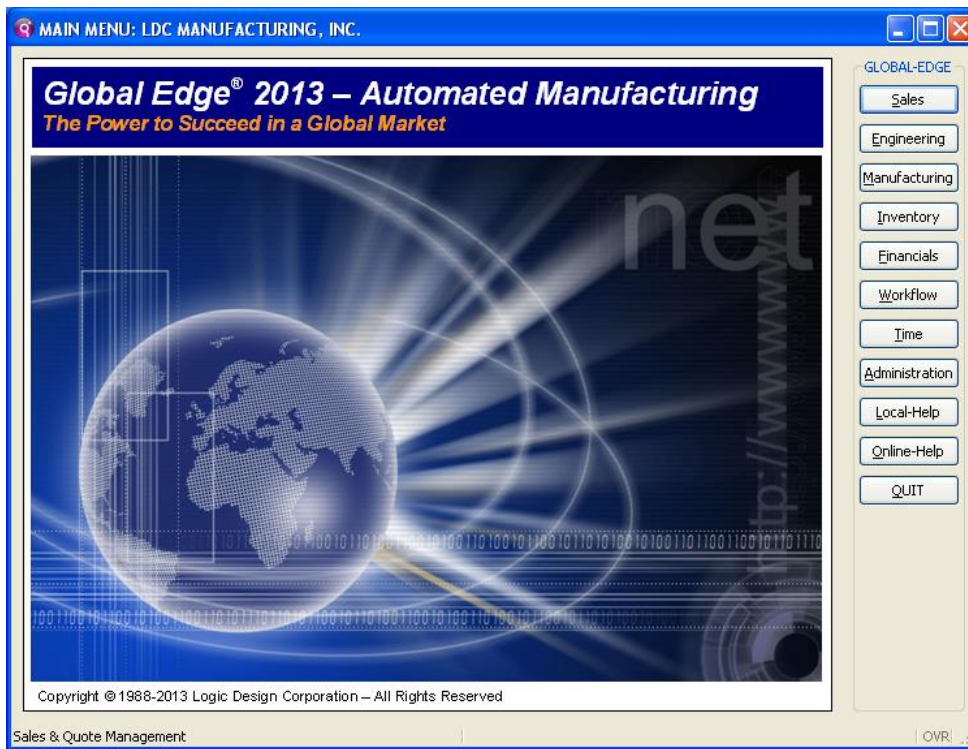 MAIN MENU: LDC MANUFACTURING, INC.
Global Edge® 2013 – Automated Manufacturing
The Power to Succeed in a Global Market
net
http://wwwwww
Copyright © 1988-2013 Logic Design Corporation – All Rights Reserved
GLOBAL-EDGE
Sales
Engineering
Manufacturing
Inventory
Financials
Workflow
Time
Administration
Local-Help
Online-Help
QUIT
Sales & Quote Management
OVR